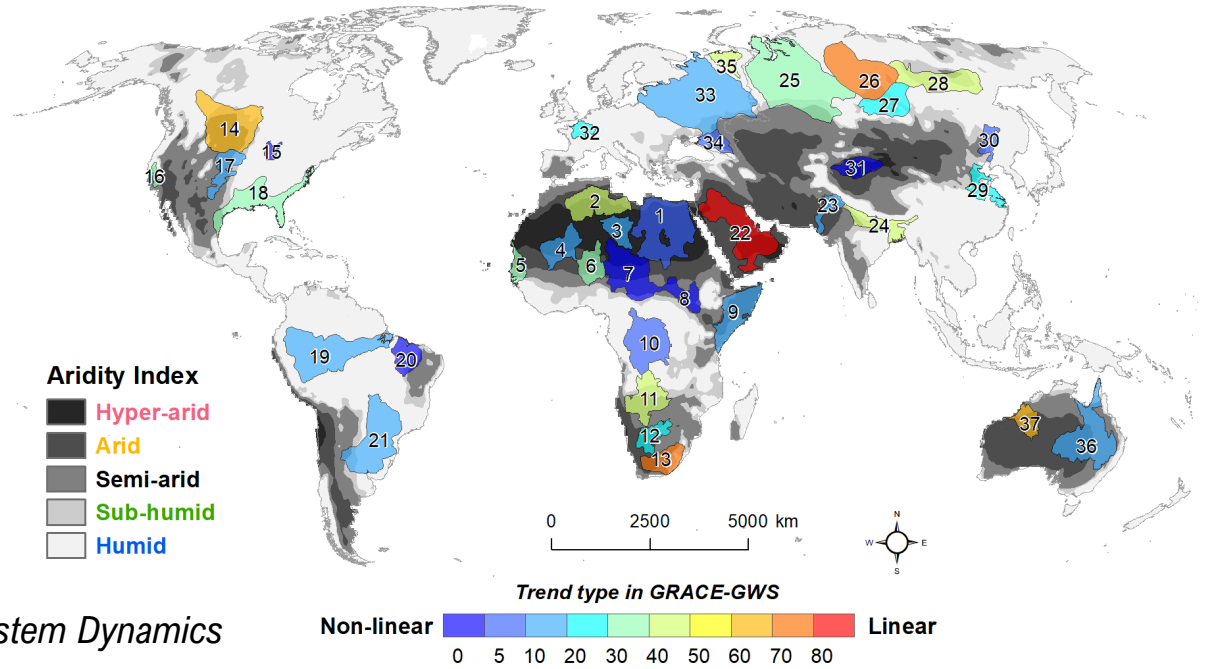 35
25
26
28
33
27
14
32
34
15
30
17
31
16
18
29
2
1
23
24
3
22
4
5
6
7
8
9
10
19
20
11
37
12
21
36
13
Aridity Index
Hyper-arid
Arid
Semi-arid
Sub-humid
Humid
0 2500 5000 km
N
W E
S
Trend type in GRACE-GWS
stem Dynamics
Non-linear Linear
0 5 10 20 30 40 50 60 70 80